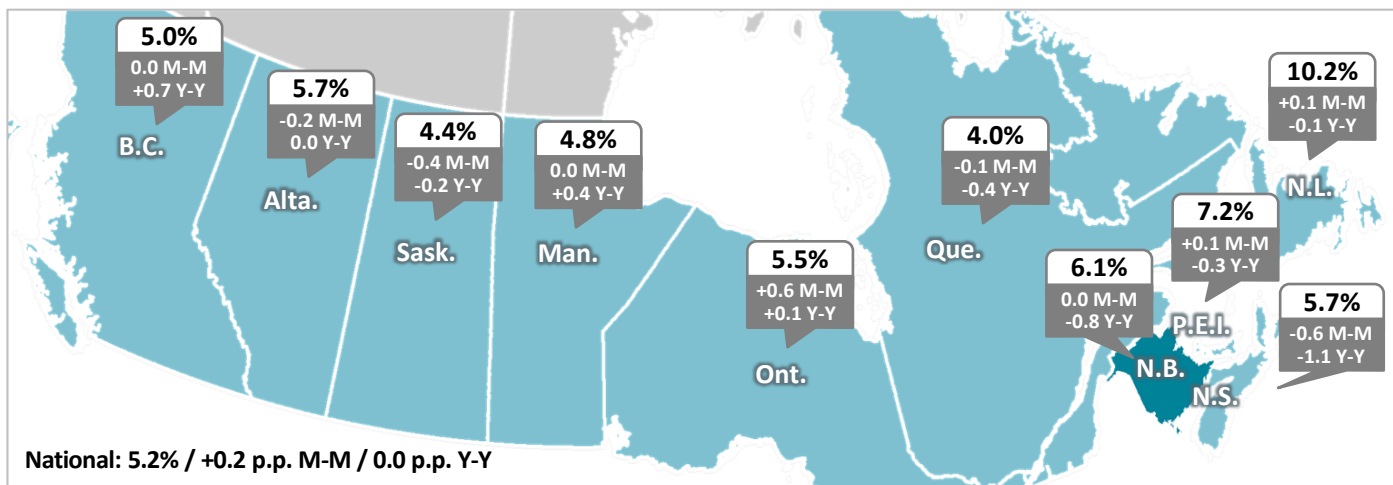 5.0%
0.0 M-M
+0.7 Y-Y
B.C.
5.7%
-0.2 M-M
0.0 Y-Y
Alta.
4.4%
-0.4 M-M
-0.2 Y-Y
Sask.
4.8%
0.0 M-M
+0.4 Y-Y
Man.
5.5%
+0.6 M-M
+0.1 Y-Y
Ont.
4.0%
-0.1 M-M
-0.4 Y-Y
Que.
6.1%
0.0 M-M
-0.8 Y-Y
N.B.
7.2%
+0.1 M-M
-0.3 Y-Y
P.E.I.
10.2%
+0.1 M-M
-0.1 Y-Y
N.L.
5.7%
-0.6 M-M
-1.1 Y-Y
N.S.
National: 5.2% / +0.2 p.p. M-M / 0.0 p.p. Y-Y